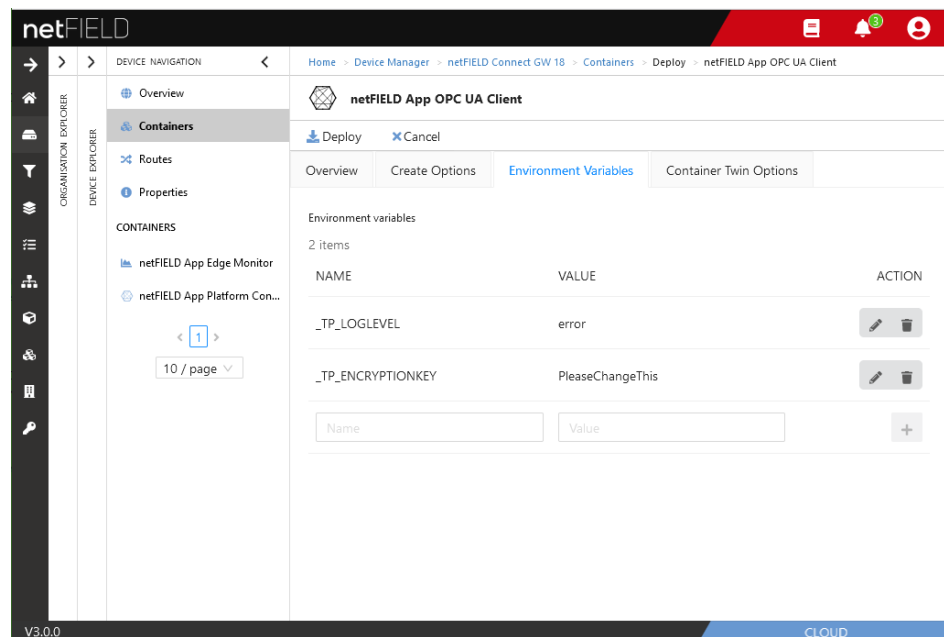 netFIELD
3
DEVICE NAVIGATION
Home > Device Manager > netFIELD Connect GW 18 > Containers > Deploy > netFIELD App OPC UA Client
ORGANISATION EXPLORER
DEVICE EXPLORER
Overview
Containers
Routes
Properties
CONTAINERS
netFIELD App Edge Monitor
netFIELD App Platform Con...
< 1 >
10 / page
netFIELD App OPC UA Client
Deploy Cancel
Overview Create Options Environment Variables Container Twin Options
Environment variables
2 items
NAME VALUE ACTION
_TP_LOGLEVEL error
_TP_ENCRYPTIONKEY PleaseChangeThis
Name Value
V3.0.0 CLOUD